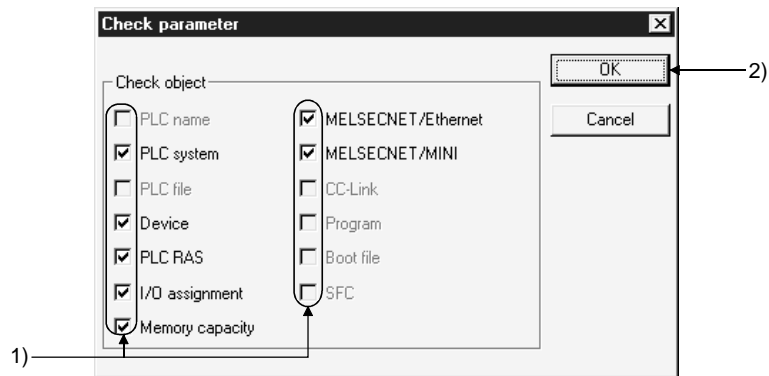 Check parameter
Check object
PLC name
PLC system
PLC file
Device
PLC RAS
I/O assignment
Memory capacity
MELSECNET/Ethernet
MELSECNET/MINI
CC-Link
Program
Boot file
SFC
OK
Cancel
1)
2)